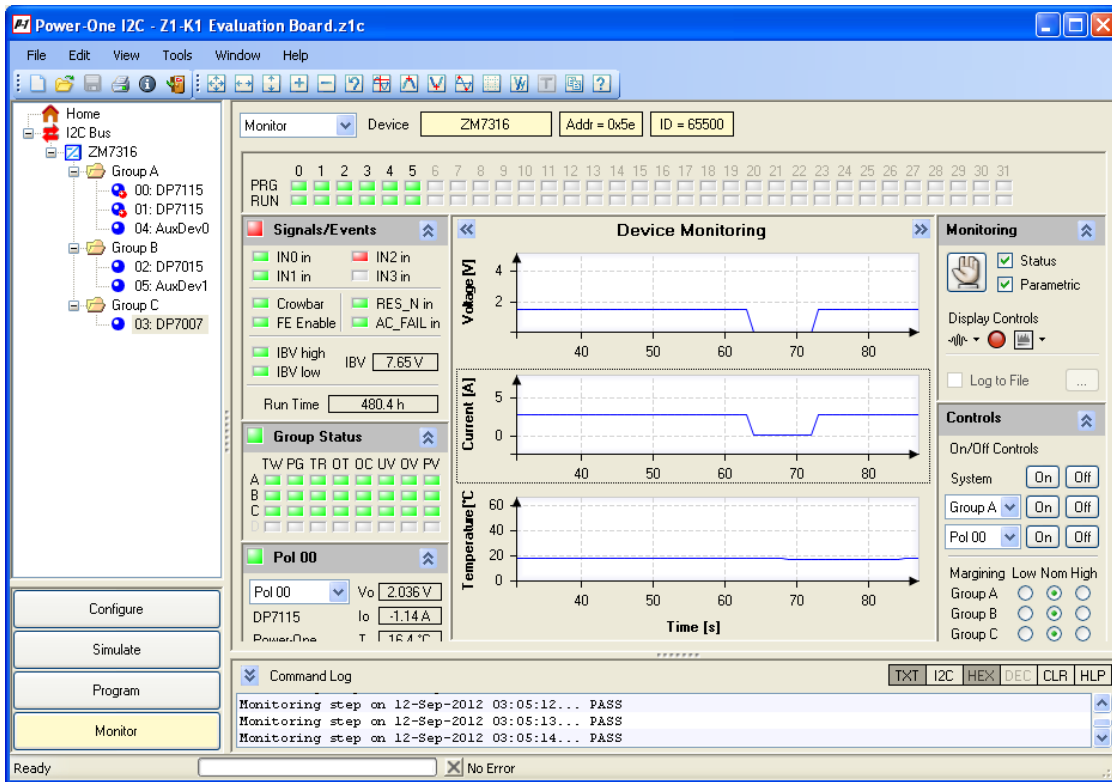 Power-One I2C - Z1-K1 Evaluation Board.z1c
File Edit View Tools Window Help
Home
I2C Bus
ZM7316
Group A
00: DP7115
01: DP7115
04: AuxDev0
Group B
02: DP7015
05: AuxDev1
Group C
03: DP7007
Configure
Simulate
Program
Monitor
Monitor Device ZM7316 Addr = 0x5e ID = 65500
0 1 2 3 4 5 6 7 8 9 10 11 12 13 14 15 16 17 18 19 20 21 22 23 24 25 26 27 28 29 30 31
PRG
RUN
Signals/Events
IN0 in IN2 in
IN1 in IN3 in
Crowbar RES_N in
FE Enable AC_FAIL in
IBV high
IBV low
IBV 7.65 V
Run Time 480.4 h
Group Status
TW PG TR OT OC UV OV PV
A
B
C
D
Pol 00
Pol 00 Vo 2.036 V
DP7115 Io -1.14 A
Power-One T 16.4 °C
Device Monitoring
Voltage [V]
4
2
40 50 60 70 80
Current [A]
5
0
40 50 60 70 80
Temperature [°C
60
40
20
0
40 50 60 70 80
Time [s]
Monitoring
Status
Parametric
Display Controls
Log to File ...
Controls
On/Off Controls
System On Off
Group A On Off
Pol 00 On Off
Margining Low Nom High
Group A
Group B
Group C
Command Log TXT I2C HEX DEC CLR HLP
Monitoring step on 12-Sep-2012 03:05:12... PASS
Monitoring step on 12-Sep-2012 03:05:13... PASS
Monitoring step on 12-Sep-2012 03:05:14... PASS
Ready No Error